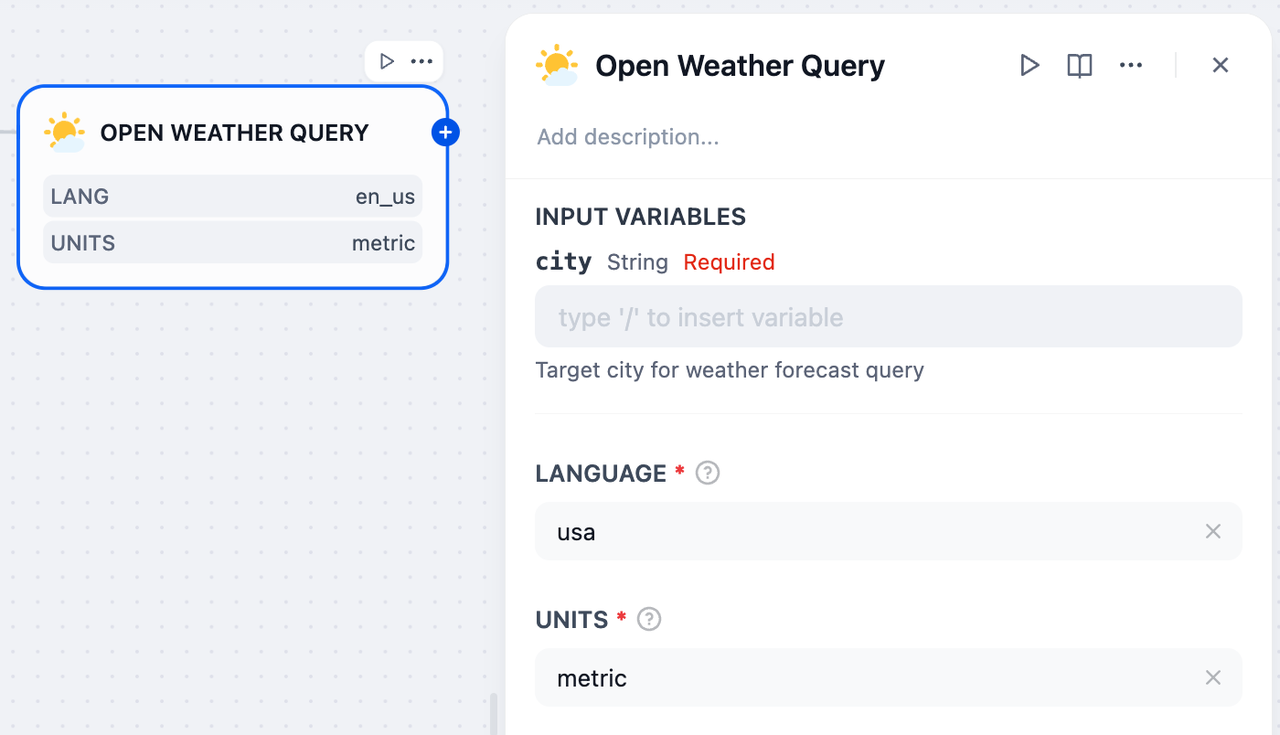 OPEN WEATHER QUERY
LANG en_us
UNITS metric
Open Weather Query
Add description...
INPUT VARIABLES
city String Required
type '/' to insert variable
Target city for weather forecast query
LANGUAGE *
usa
UNITS *
metric